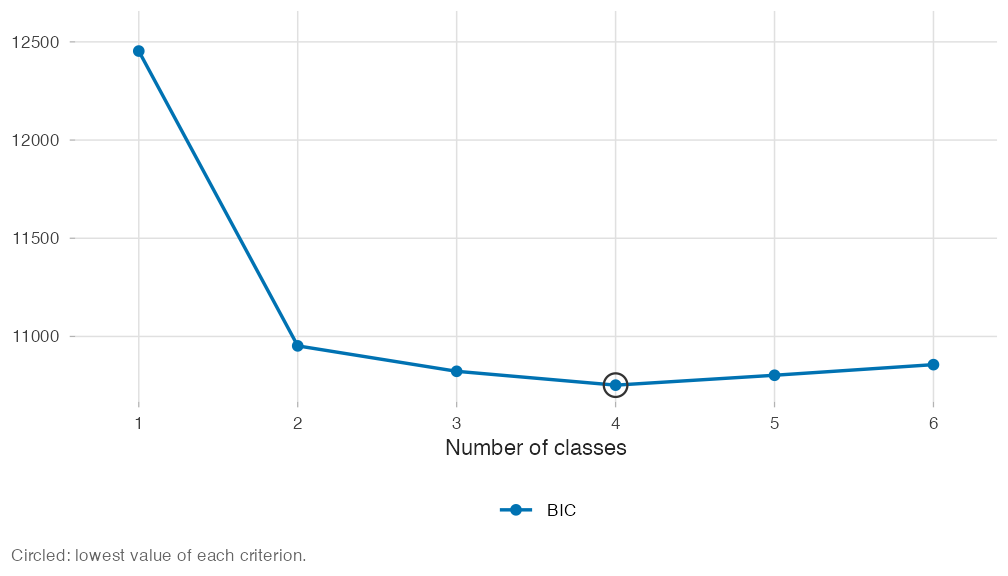 12500
12000
11500
11000
1 2 3 4 5 6
Number of classes
BIC
Circled: lowest value of each criterion.